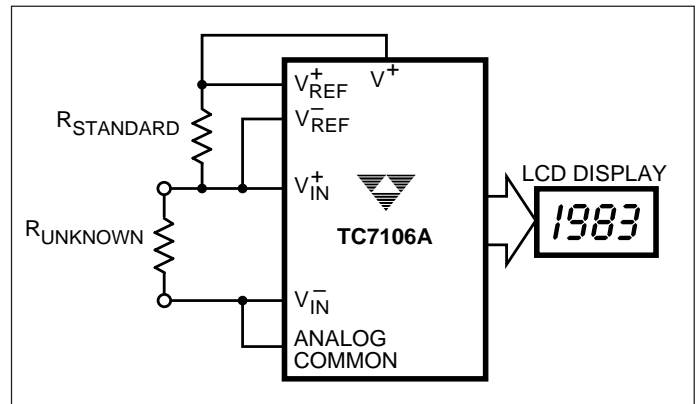 V+
V+REF
RSTANDARD
V−REF
V+IN
LCD DISPLAY
TC7106A
1983
RUNKNOWN
V−IN
ANALOG
COMMON